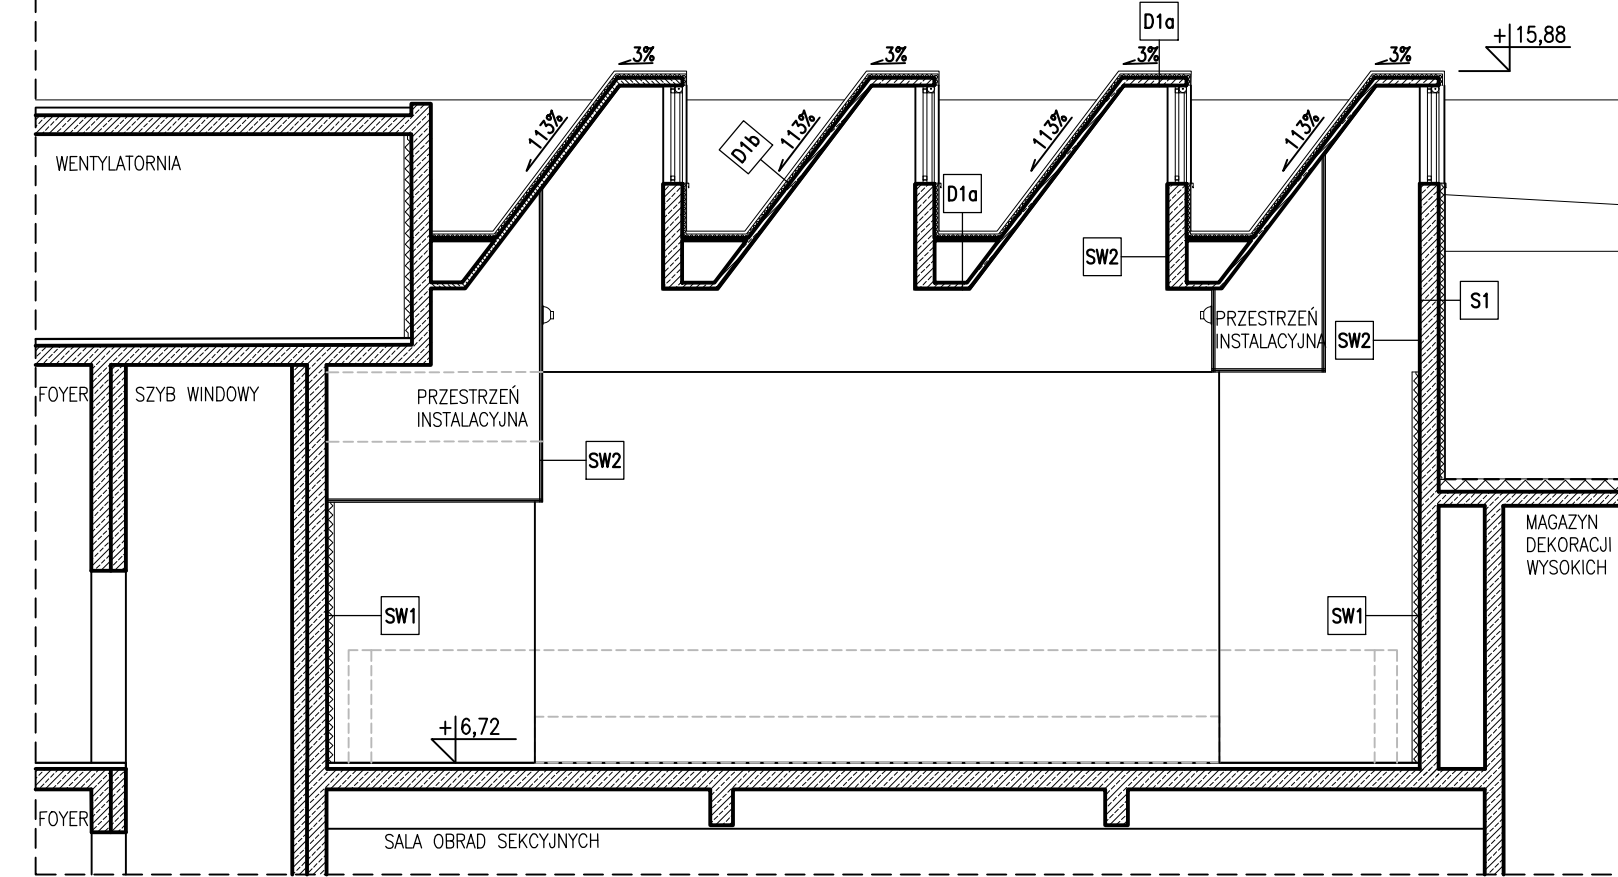 D1a
+15,88
3%
3%
3%
3%
113%
113%
113%
113%
D1b
WENTYLATORNIA
D1a
SW2
S1
PRZESTRZEŃ
INSTALACYJNA
SW2
FOYER
SZYB WINDOWY
PRZESTRZEŃ
INSTALACYJNA
SW2
MAGAZYN
DEKORACJI
WYSOKICH
SW1
SW1
+6,72
FOYER
SALA OBRAD SEKCYJNYCH